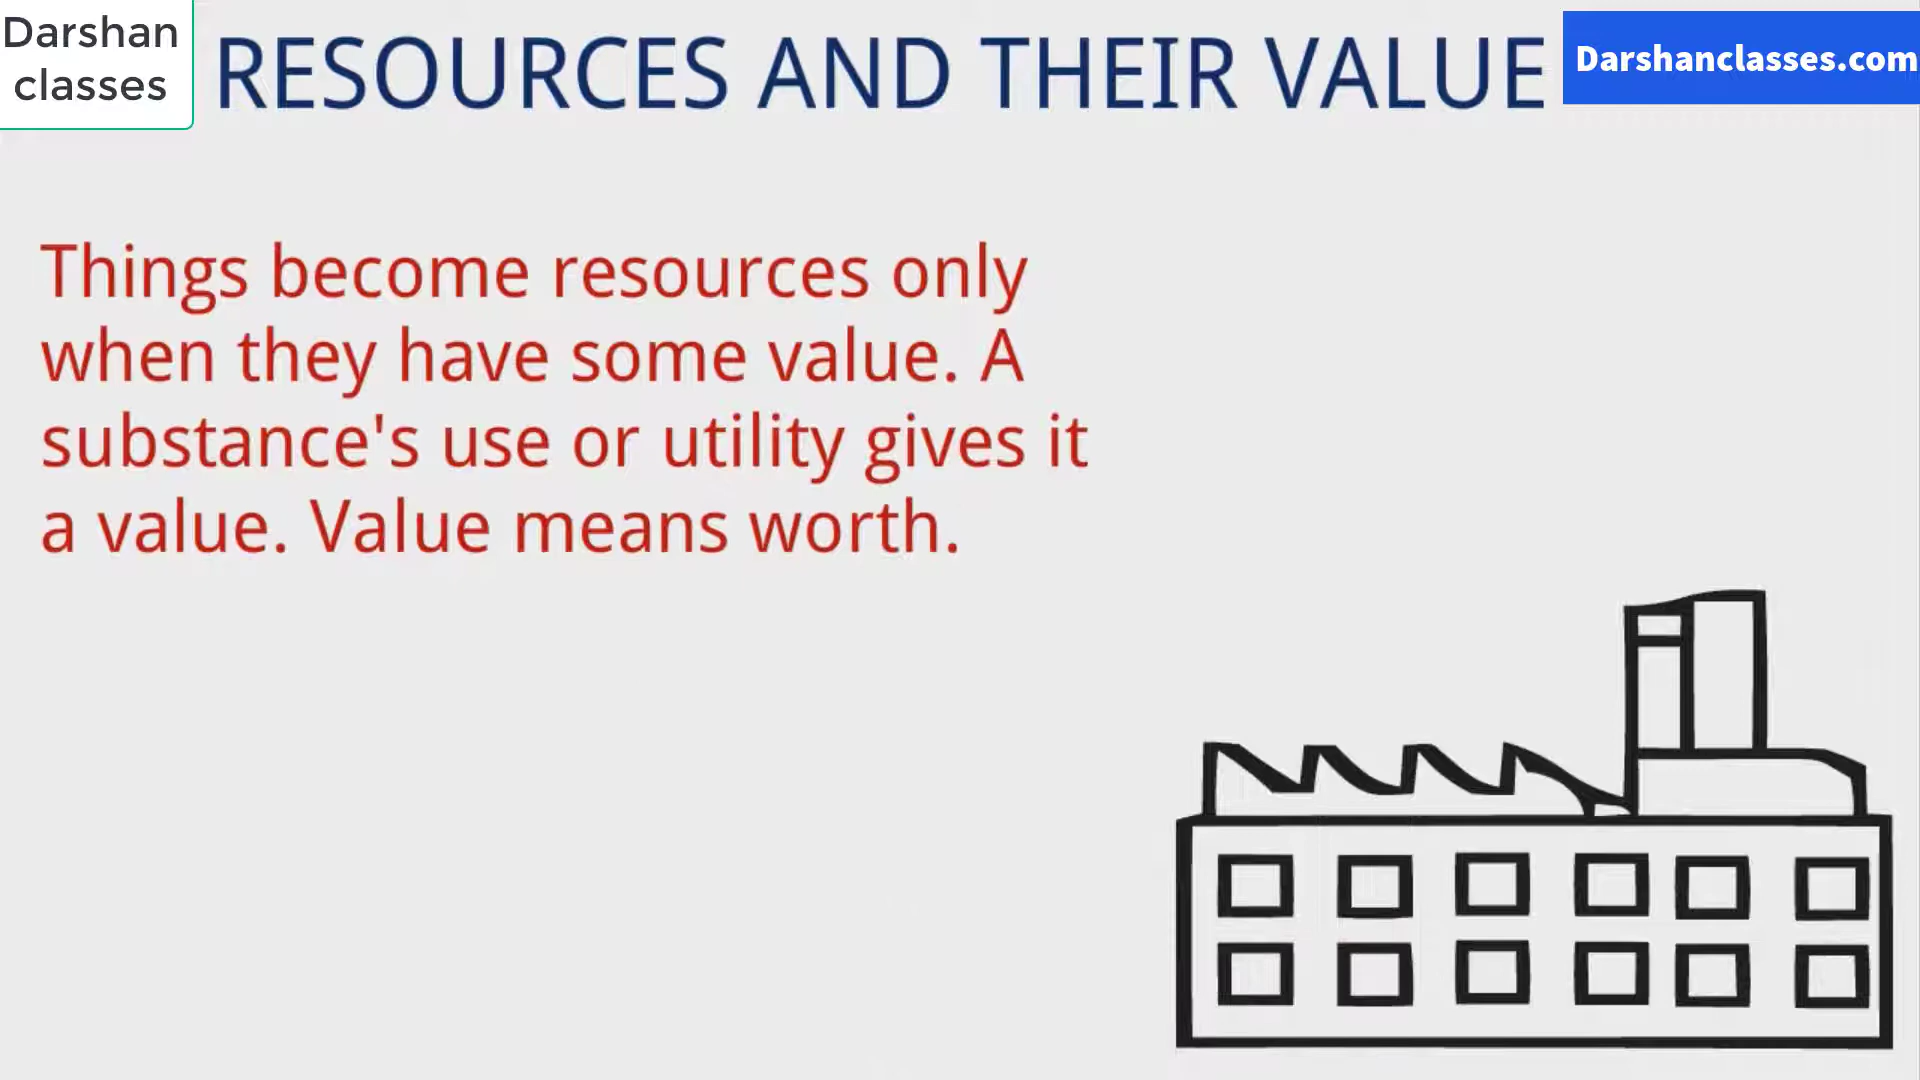 Darshan
classes
RESOURCES AND THEIR VALUE
Darshanclasses.com
Things become resources only
when they have some value. A
substance's use or utility gives it
a value. Value means worth.